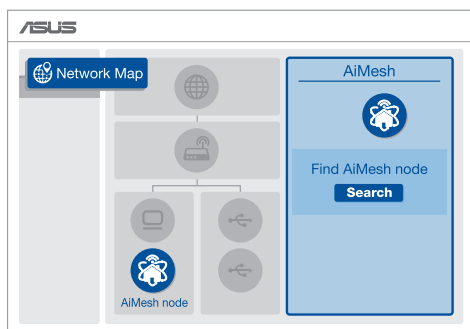 ASUS
Network Map
AiMesh
Find AiMesh node
Search
AiMesh node